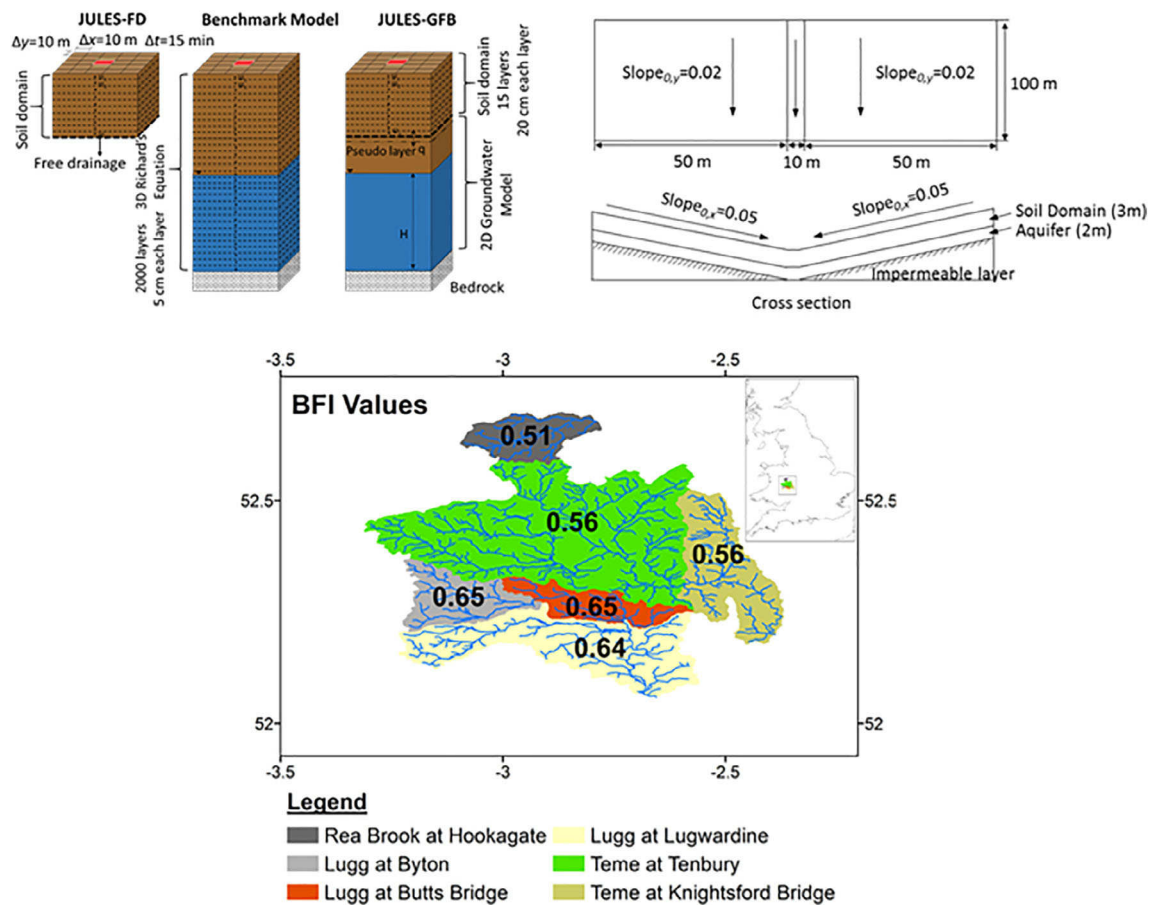 JULES-FD
Benchmark Model
JULES-GFB
Δy=10 m
Δx=10 m
Δt=15 min
Soil domain
Free drainage
2000 layers 3D Richard's
5 cm each layer Equation
Pseudo layer q
H
Bedrock
Soil domain
15 layers
20 cm each layer
2D Groundwater
Model
Slope0,y=0.02
Slope0,y=0.02
100 m
50 m
10 m
50 m
Slope0,x=0.05
Slope0,x=0.05
Soil Domain (3m)
Aquifer (2m)
Impermeable layer
Cross section
-3.5
-3
-2.5
BFI Values
0.51
52.5
0.56
0.56
52.5
0.65
0.65
0.64
52
52
-3.5
-3
-2.5
Legend
Rea Brook at Hookagate
Lugg at Lugwardine
Lugg at Byton
Teme at Tenbury
Lugg at Butts Bridge
Teme at Knightsford Bridge